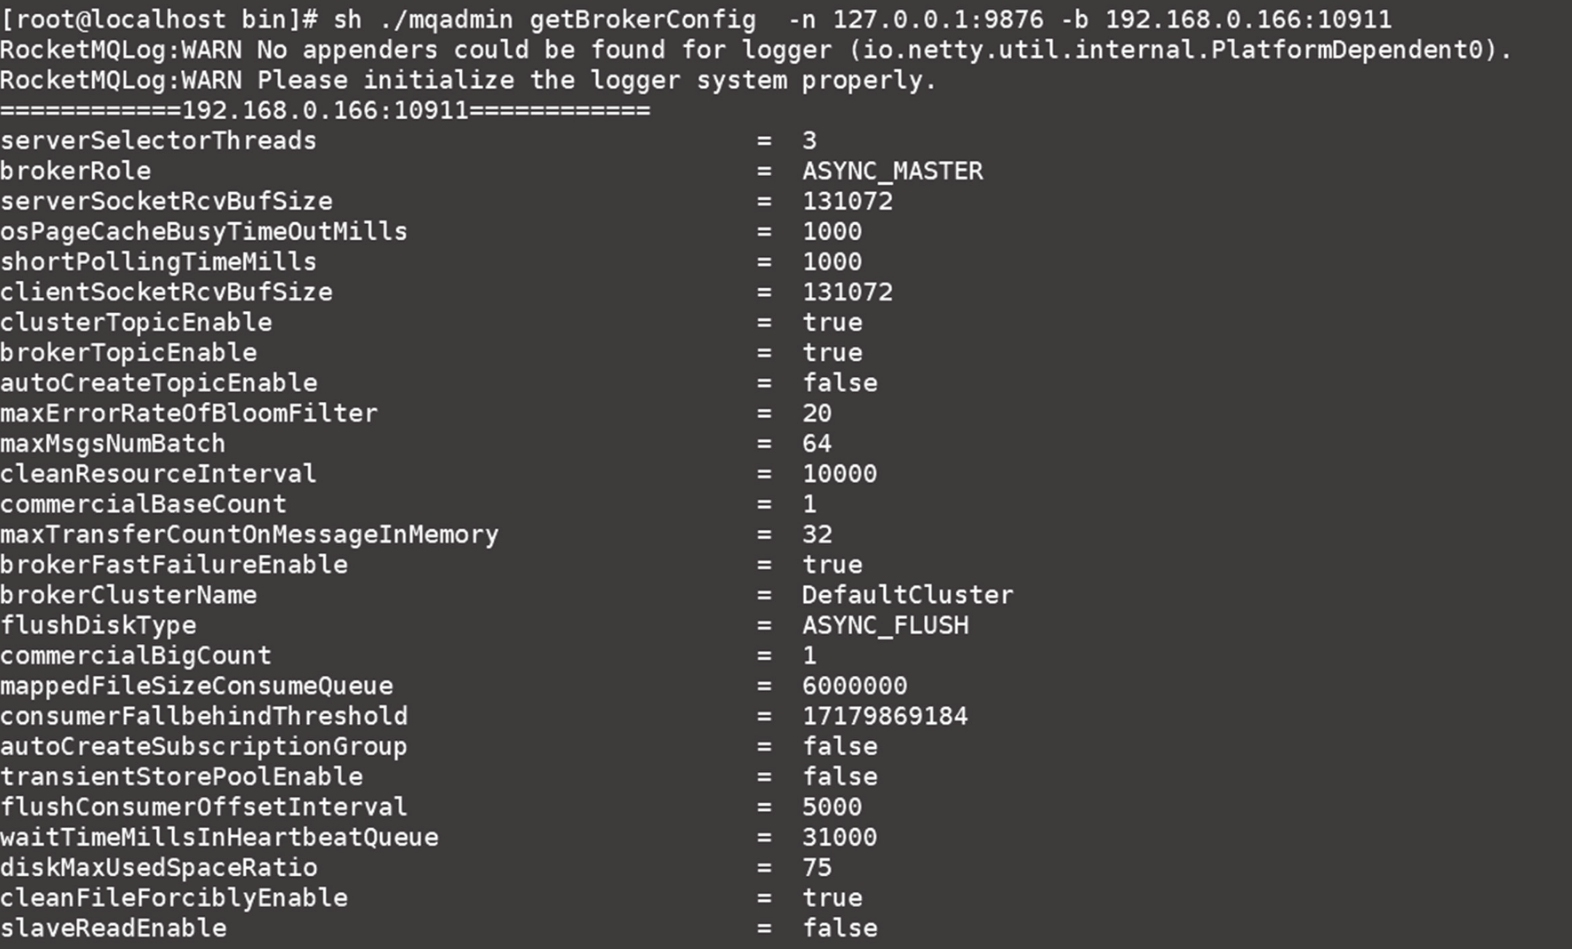 [root@localhost bin]# sh ./mqadmin getBrokerConfig  -n 127.0.0.1:9876 -b 192.168.0.166:10911
RocketMQLog:WARN No appenders could be found for logger (io.netty.util.internal.PlatformDependent0).
RocketMQLog:WARN Please initialize the logger system properly.
============192.168.0.166:10911============
serverSelectorThreads                             =  3
brokerRole                                        =  ASYNC_MASTER
serverSocketRcvBufSize                            =  131072
osPageCacheBusyTimeOutMills                       =  1000
shortPollingTimeMills                             =  1000
clientSocketRcvBufSize                            =  131072
clusterTopicEnable                                =  true
brokerTopicEnable                                 =  true
autoCreateTopicEnable                             =  false
maxErrorRateOfBloomFilter                         =  20
maxMsgsNumBatch                                   =  64
cleanResourceInterval                             =  10000
commercialBaseCount                               =  1
maxTransferCountOnMessageInMemory                 =  32
brokerFastFailureEnable                           =  true
brokerClusterName                                 =  DefaultCluster
flushDiskType                                     =  ASYNC_FLUSH
commercialBigCount                                =  1
mappedFileSizeConsumeQueue                        =  6000000
consumerFallbehindThreshold                       =  17179869184
autoCreateSubscriptionGroup                       =  false
transientStorePoolEnable                          =  false
flushConsumerOffsetInterval                       =  5000
waitTimeMillsInHeartbeatQueue                     =  31000
diskMaxUsedSpaceRatio                             =  75
cleanFileForciblyEnable                           =  true
slaveReadEnable                                   =  false